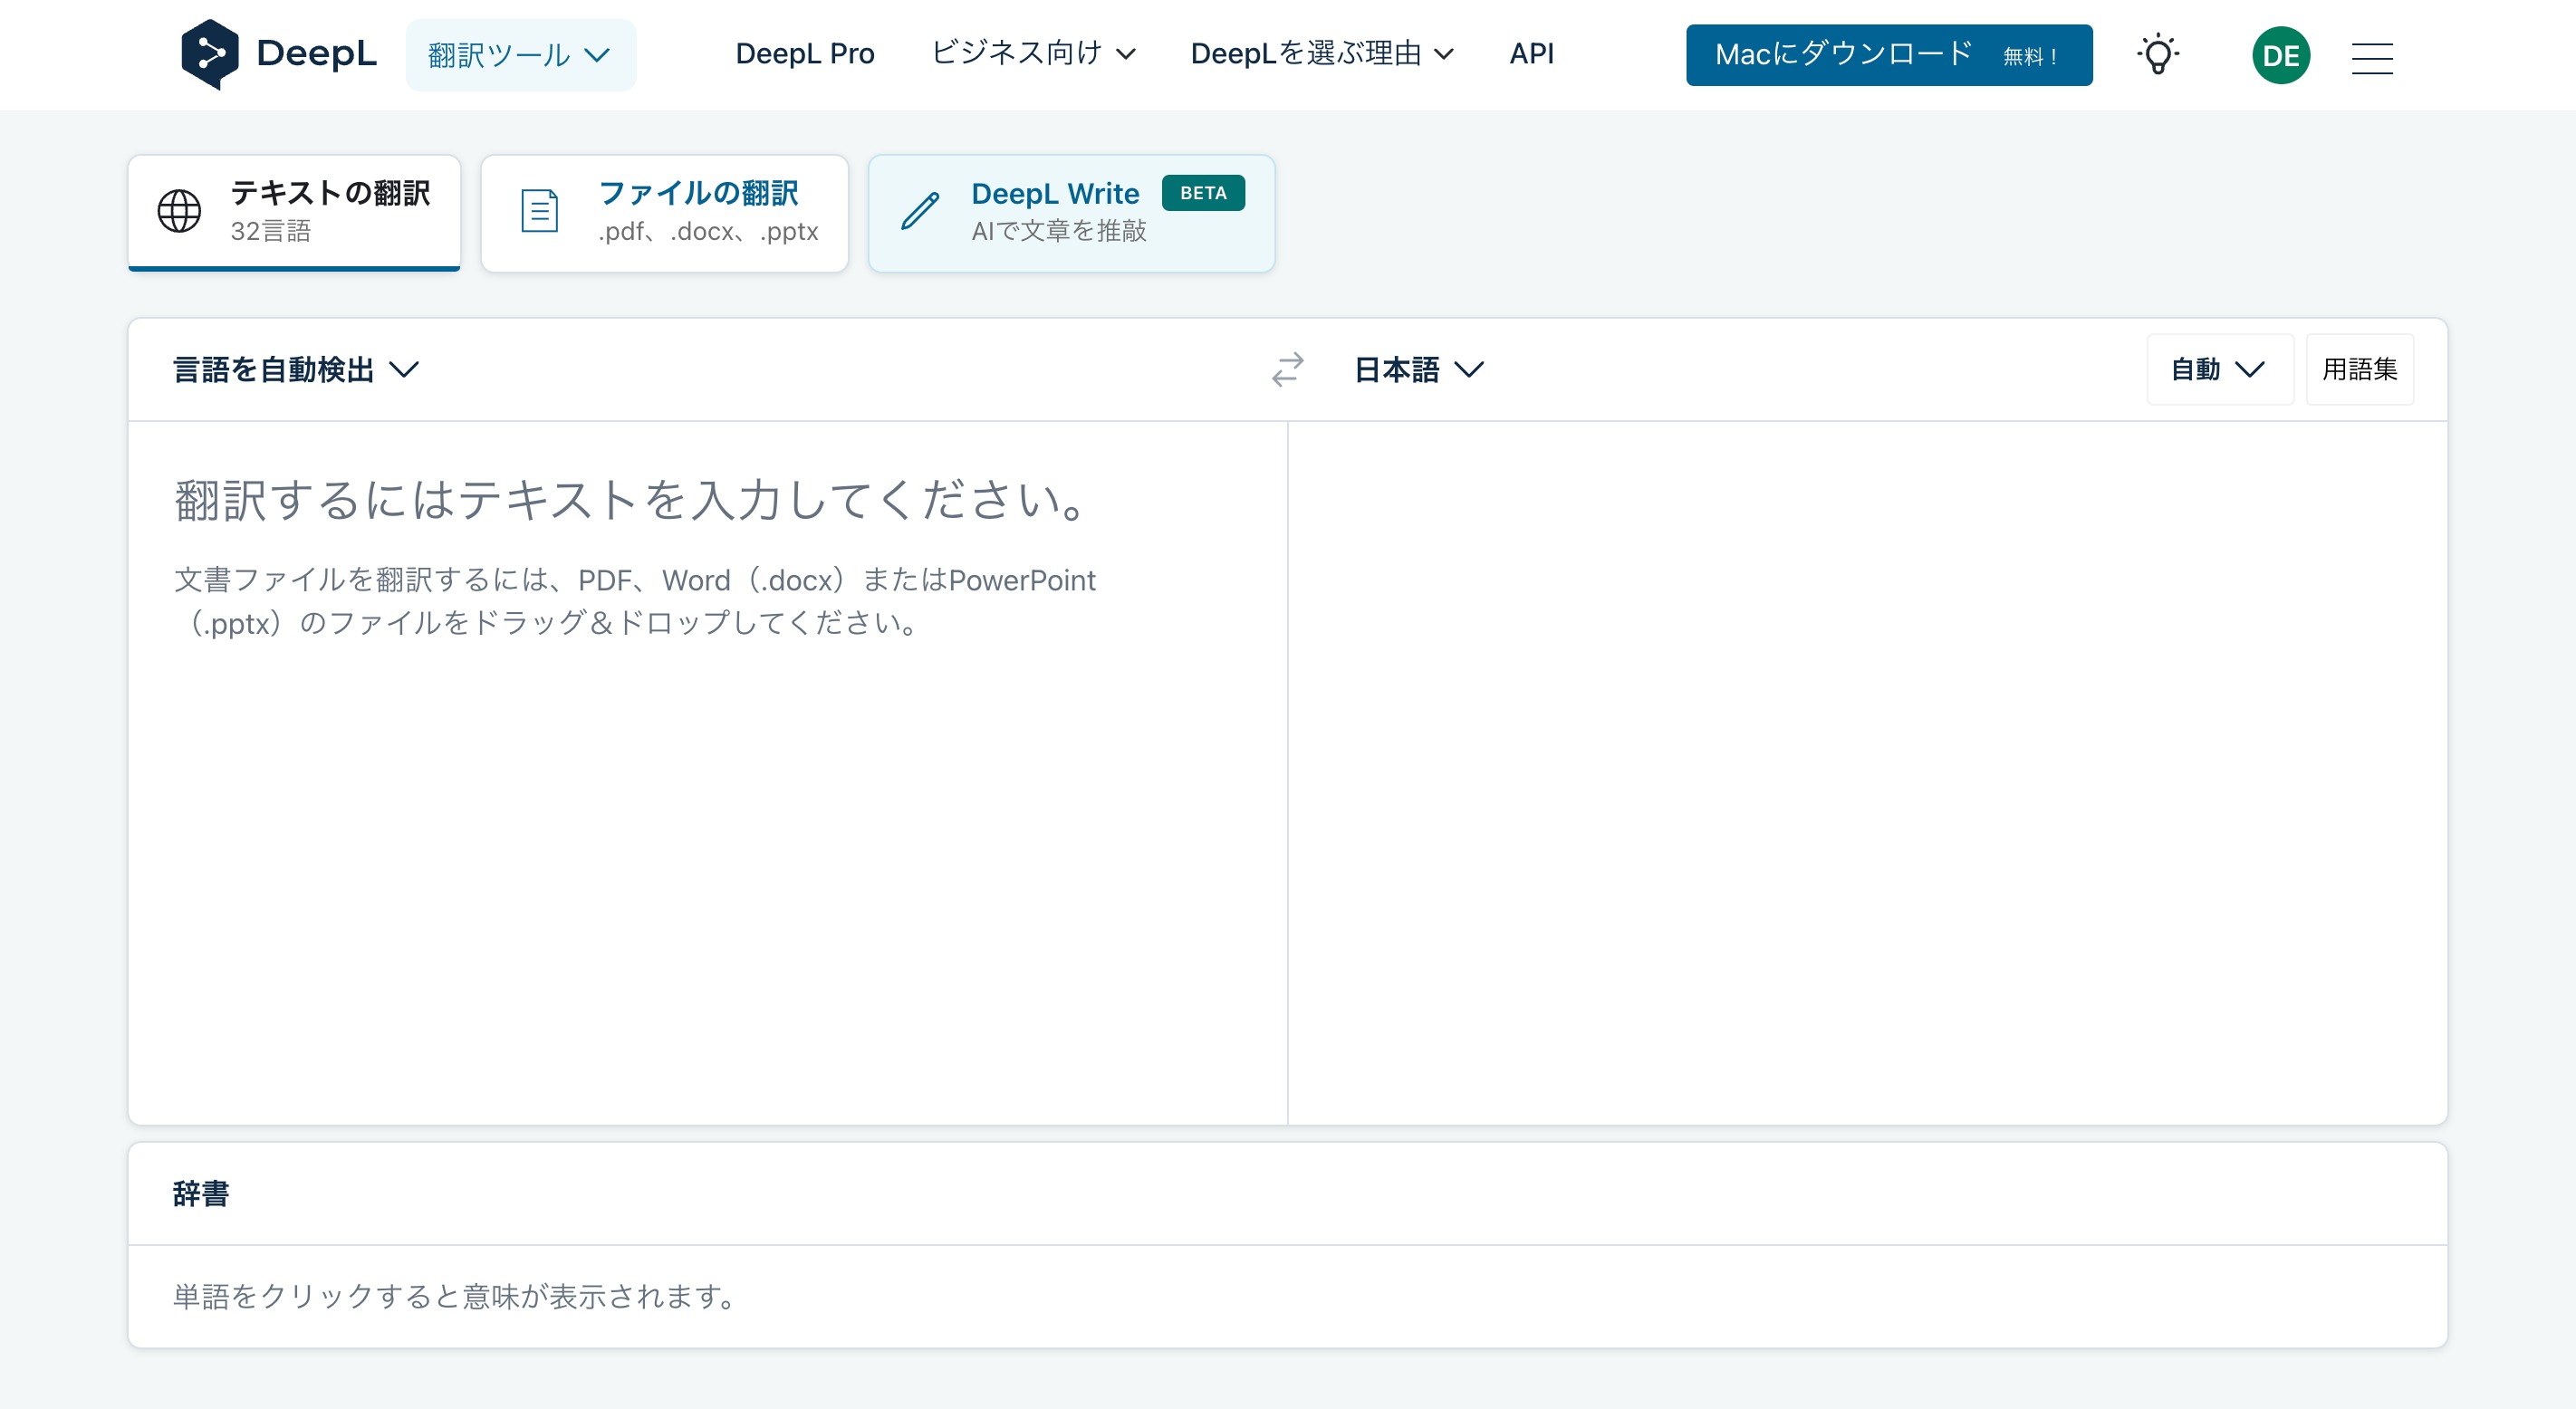 DeepL 翻訳ツール DeepL Pro ビジネス向け DeepLを選ぶ理由 API Macにダウンロード 無料！ DE
テキストの翻訳
32言語
ファイルの翻訳
.pdf、.docx、.pptx
DeepL Write BETA
AIで文章を推敲
言語を自動検出 日本語 自動 用語集
翻訳するにはテキストを入力してください。
文書ファイルを翻訳するには、PDF、Word（.docx）またはPowerPoint
（.pptx）のファイルをドラッグ＆ドロップしてください。
辞書
単語をクリックすると意味が表示されます。